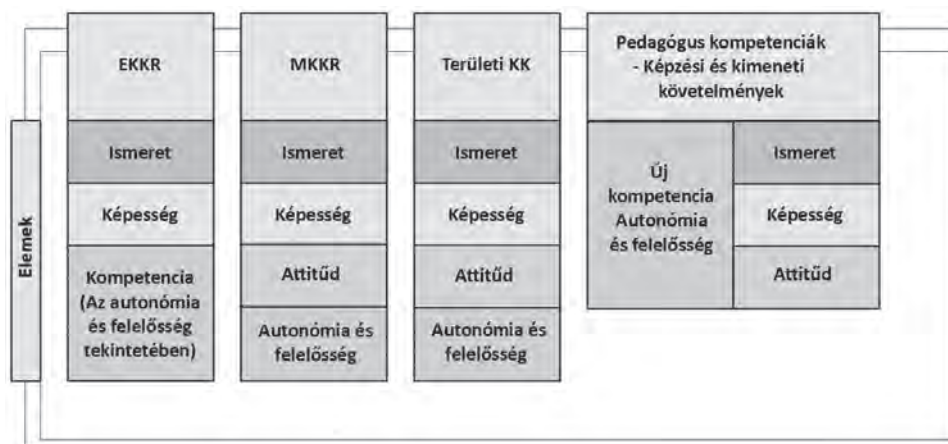 Elemek
EKKR
Ismeret
Képesség
Kompetencia
(Az autonómia
és felelősség
tekintetében)
MKKR
Ismeret
Képesség
Attitűd
Autonómia és
felelősség
Területi KK
Ismeret
Képesség
Attitűd
Autonómia és
felelősség
Pedagógus kompetenciák
- Képzési és kimeneti
követelmények
Új
kompetencia
Autonómia
és felelősség
Ismeret
Képesség
Attitűd